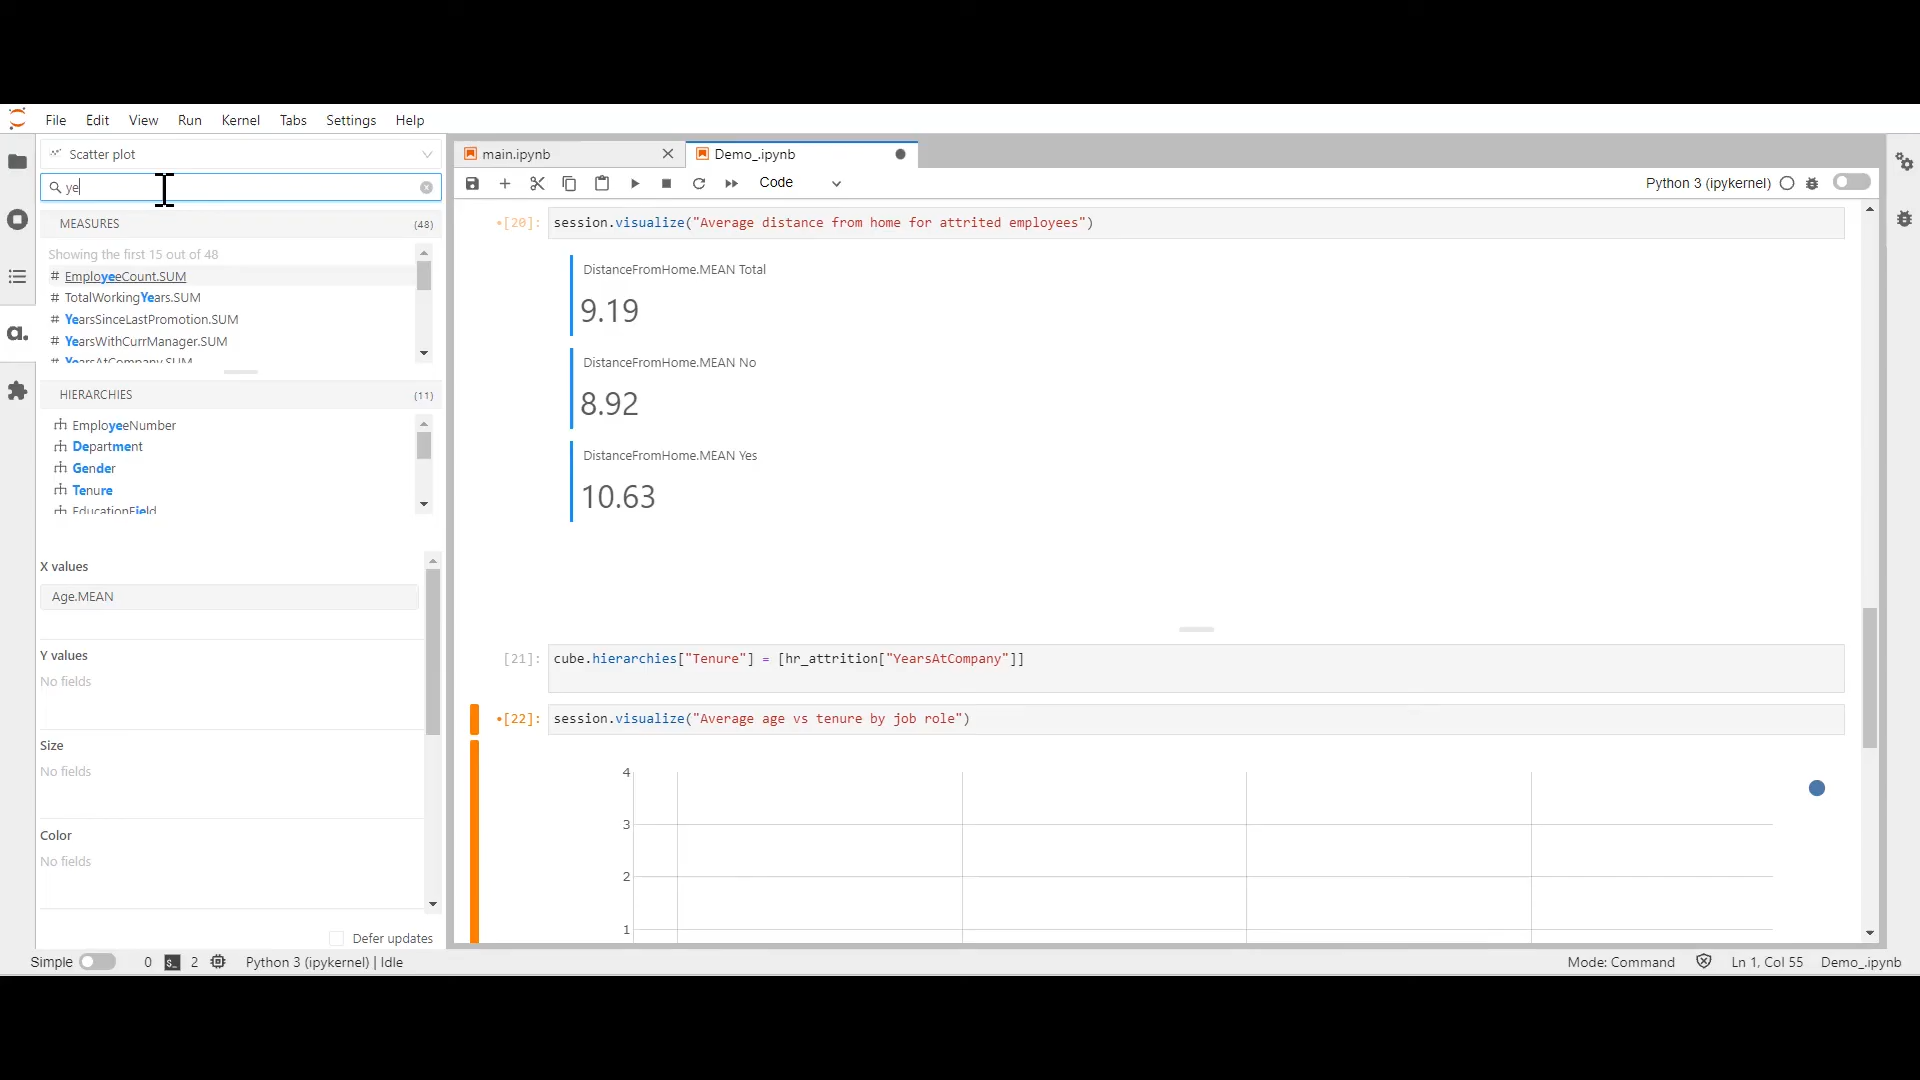 File Edit View Run Kernel Tabs Settings Help
Scatter plot
ye
MEASURES (48)
Showing the first 15 out of 48
# EmployeeCount.SUM
# TotalWorkingYears.SUM
# YearsSinceLastPromotion.SUM
# YearsWithCurrManager.SUM
# YearsAtCompany.SUM
HIERARCHIES (11)
EmployeeNumber
Department
Gender
Tenure
EducationField
X values
Age.MEAN
Y values
No fields
Size
No fields
Color
No fields
Defer updates
main.ipynb
Demo_.ipynb
Code
Python 3 (ipykernel)
•[20]: session.visualize("Average distance from home for attrited employees")
DistanceFromHome.MEAN Total
9.19
DistanceFromHome.MEAN No
8.92
DistanceFromHome.MEAN Yes
10.63
[21]: cube.hierarchies["Tenure"] = [hr_attrition["YearsAtCompany"]]
•[22]: session.visualize("Average age vs tenure by job role")
4
3
2
1
Simple 0 2 Python 3 (ipykernel) | Idle
Mode: Command Ln 1, Col 55 Demo_.ipynb